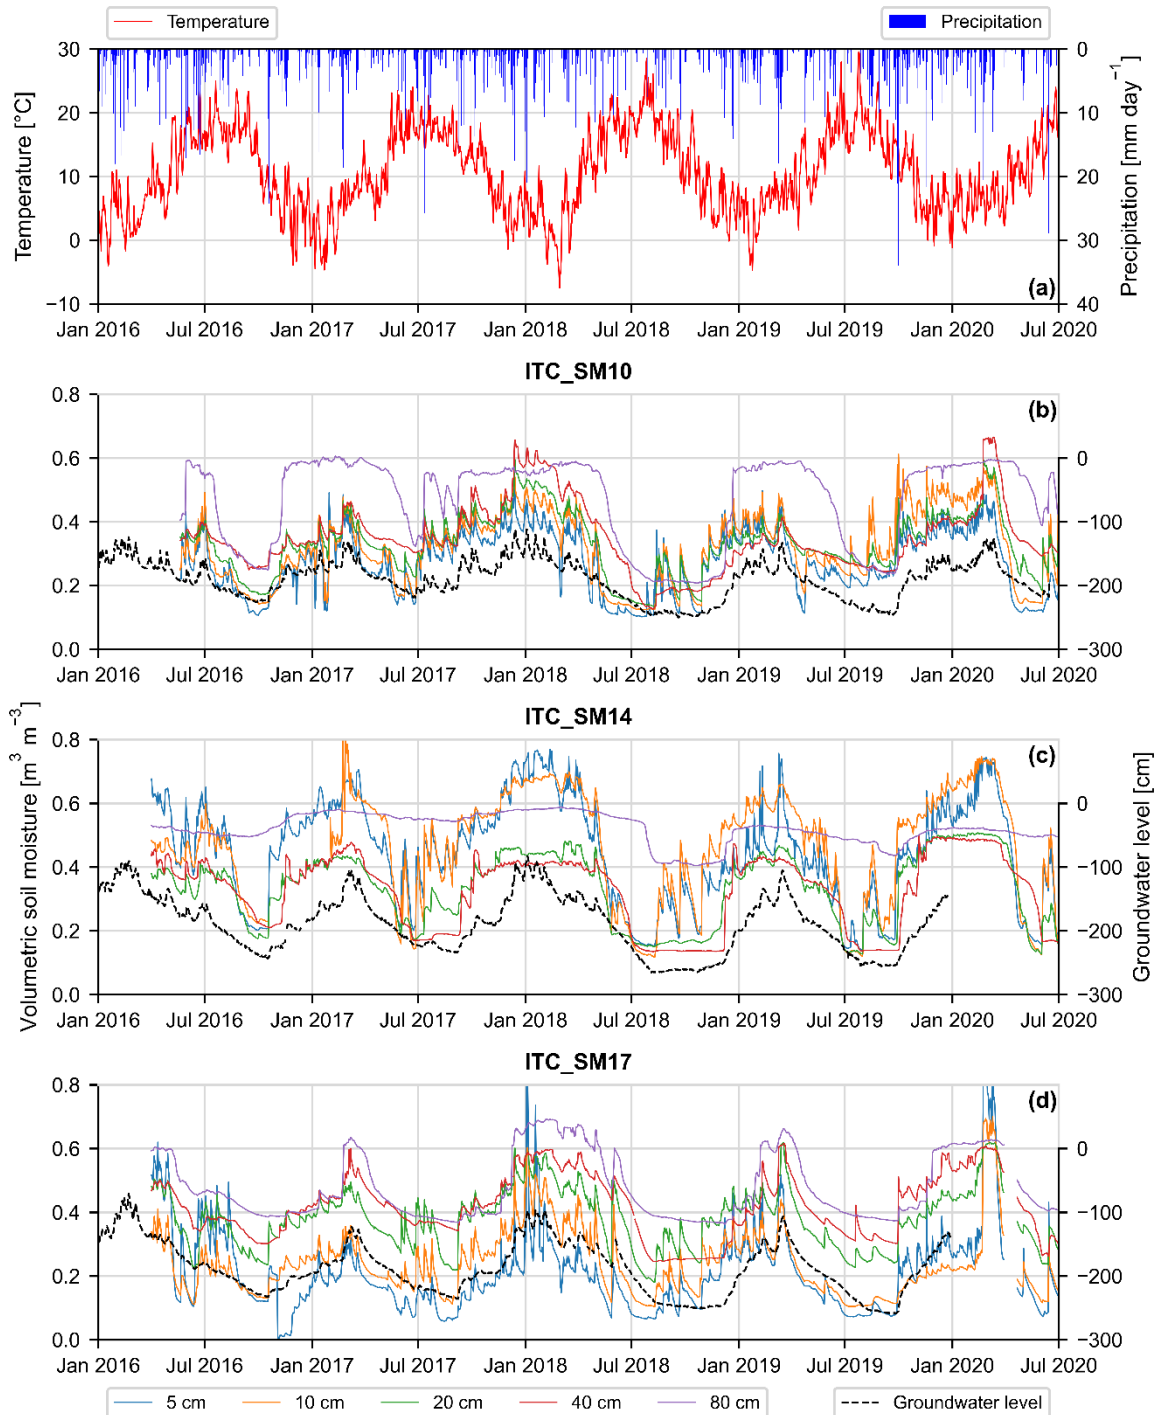 Temperature
Precipitation
30
20
10
0
−10
Temperature [°C]
0
10
20
30
40
Precipitation [mm day⁻¹]
(a)
Jan 2016 Jul 2016 Jan 2017 Jul 2017 Jan 2018 Jul 2018 Jan 2019 Jul 2019 Jan 2020 Jul 2020
ITC_SM10
(b)
0.8
0.6
0.4
0.2
0.0
0
−100
−200
−300
Jan 2016 Jul 2016 Jan 2017 Jul 2017 Jan 2018 Jul 2018 Jan 2019 Jul 2019 Jan 2020 Jul 2020
ITC_SM14
(c)
Volumetric soil moisture [m³ m⁻³]
0.8
0.6
0.4
0.2
0.0
0
−100
−200
−300
Groundwater level [cm]
Jan 2016 Jul 2016 Jan 2017 Jul 2017 Jan 2018 Jul 2018 Jan 2019 Jul 2019 Jan 2020 Jul 2020
ITC_SM17
(d)
0.8
0.6
0.4
0.2
0.0
0
−100
−200
−300
Jan 2016 Jul 2016 Jan 2017 Jul 2017 Jan 2018 Jul 2018 Jan 2019 Jul 2019 Jan 2020 Jul 2020
5 cm 10 cm 20 cm 40 cm 80 cm
Groundwater level